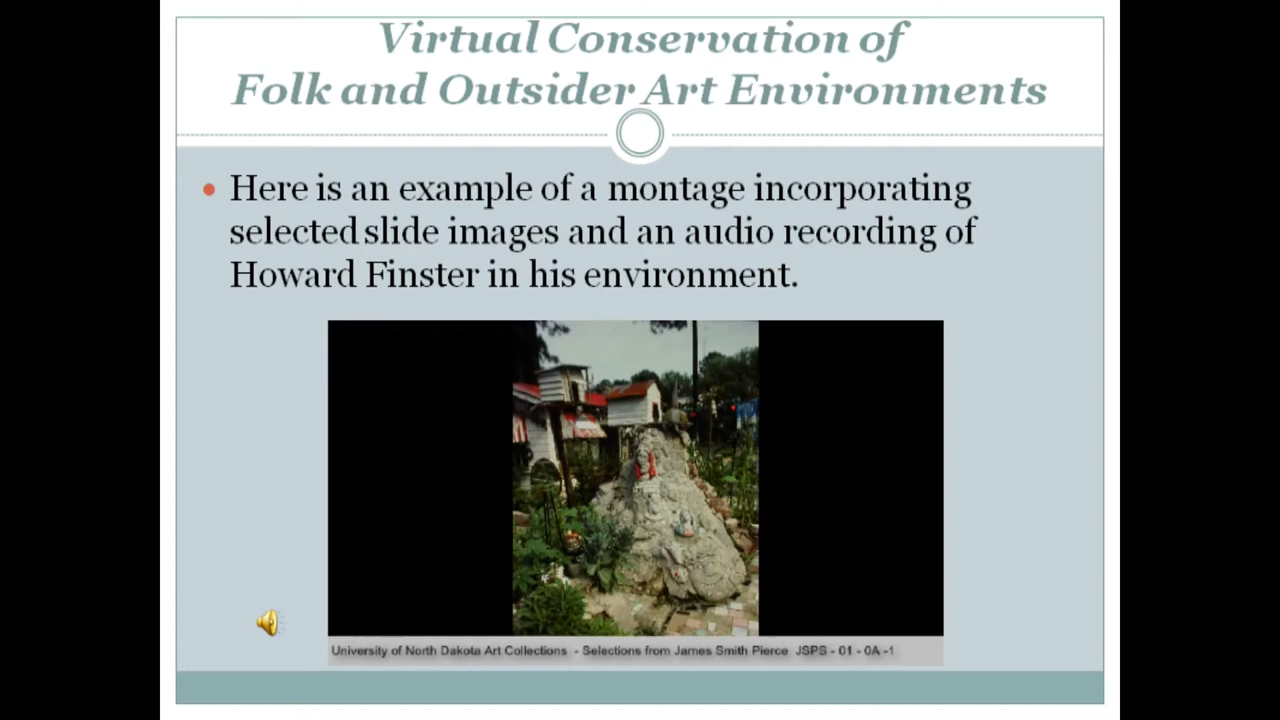 Virtual Conservation of
Folk and Outsider Art Environments
• Here is an example of a montage incorporating
selected slide images and an audio recording of
Howard Finster in his environment.
University of North Dakota Art Collections - Selections from James Smith Pierce JSPS - 01 - 0A -1